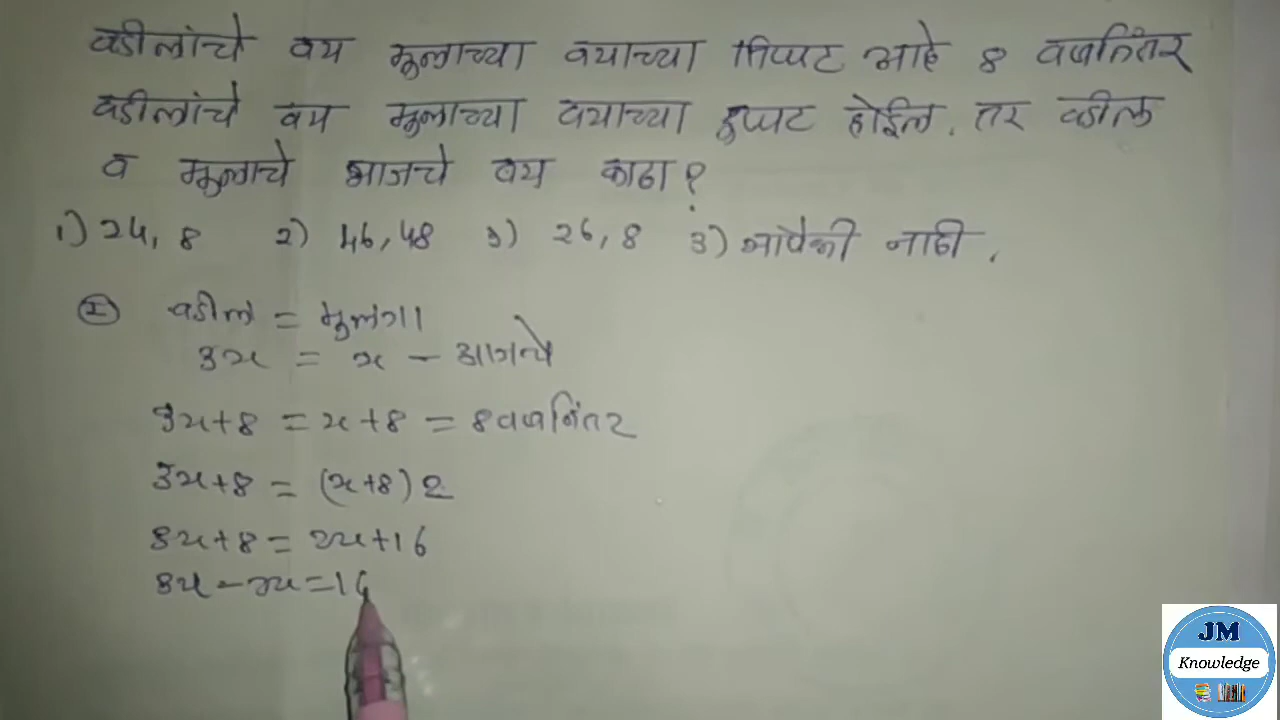 वडीलांचे वय मुलाच्या वयाच्या तिप्पट आहे 8 वर्षानंतर
वडीलांचे वय मुलाच्या वयाच्या दुप्पट होईल. तर वडील
व मुलाचे आजचे वय काढा ?
1) 24, 8 2) 46, 48 3) 26, 8 3) यापैकी नाही .
I वडील = मुलगा
3x = x - आजचे
3x+8 = x+8 = 8 वर्षानंतर
3x+8 = (x+8) 2
3x+8 = 2x+16
3x - 2x = 16
JM
Knowledge